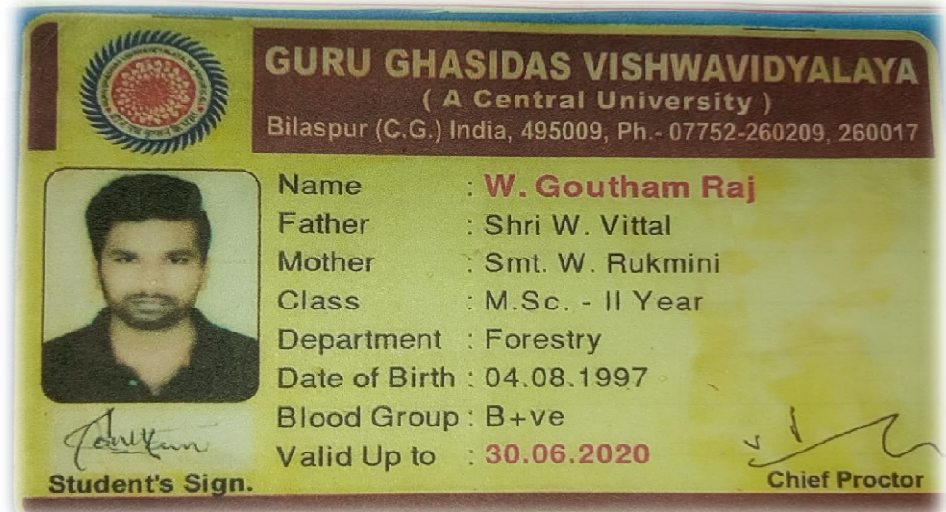 GURU GHASIDAS VISHWAVIDYALAYA
( A Central University )
Bilaspur (C.G.) India, 495009, Ph.- 07752-260209, 260017
Name : W. Goutham Raj
Father : Shri W. Vittal
Mother : Smt. W. Rukmini
Class : M.Sc. - II Year
Department : Forestry
Date of Birth : 04.08.1997
Blood Group : B+ve
Valid Up to : 30.06.2020
Student's Sign.
Chief Proctor